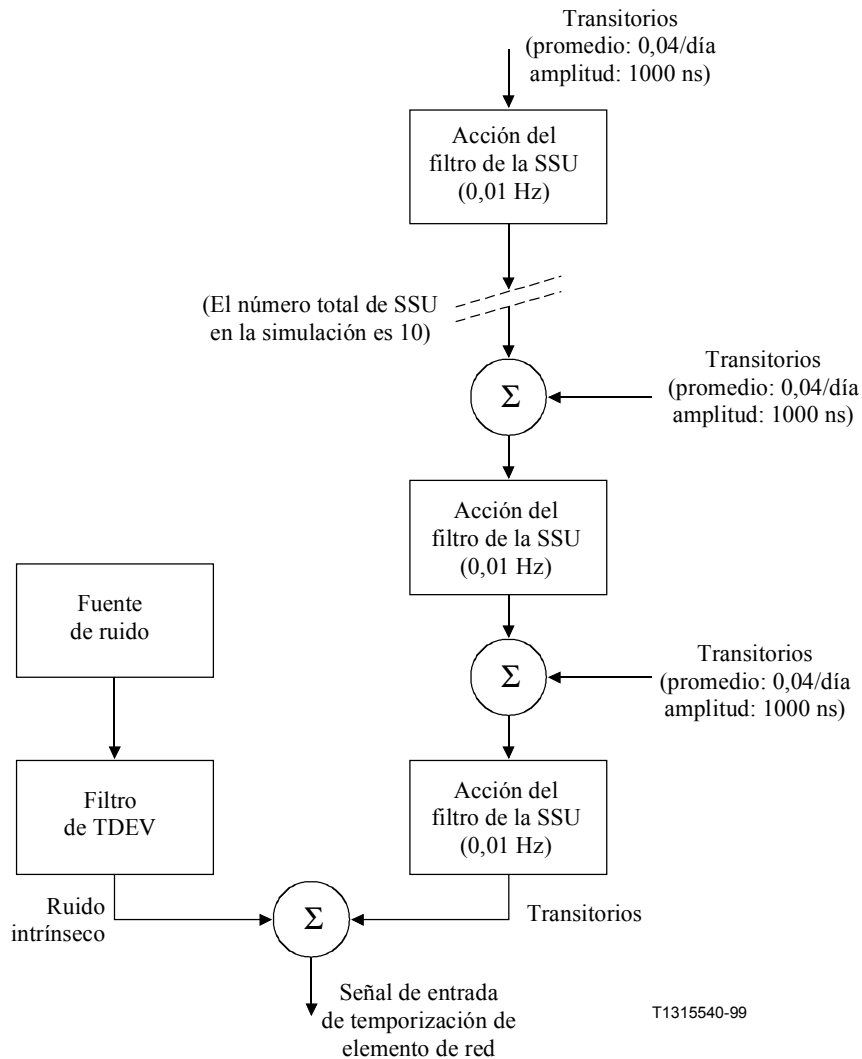 Transitorios
(promedio: 0,04/día
amplitud: 1000 ns)
Acción del
filtro de la SSU
(0,01 Hz)
(El número total de SSU
en la simulación es 10)
Transitorios
(promedio: 0,04/día
amplitud: 1000 ns)
Σ
Acción del
filtro de la SSU
(0,01 Hz)
Fuente
de ruido
Transitorios
(promedio: 0,04/día
amplitud: 1000 ns)
Σ
Filtro
de TDEV
Acción del
filtro de la SSU
(0,01 Hz)
Ruido
intrínseco
Σ
Transitorios
Señal de entrada
de temporización de
elemento de red
T1315540-99